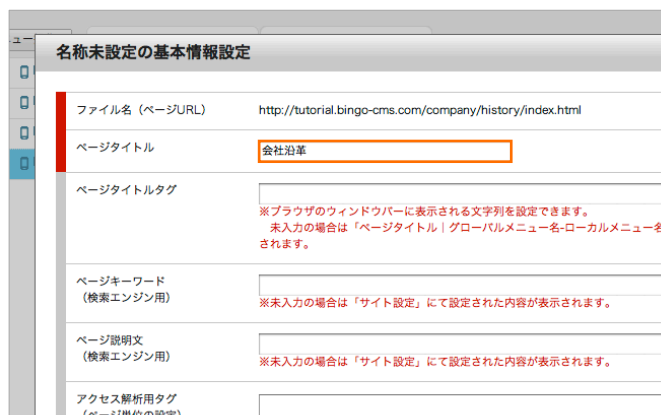 名称未設定の基本情報設定
ファイル名（ページURL）
http://tutorial.bingo-cms.com/company/history/index.html
ページタイトル
会社沿革
ページタイトルタグ
※ブラウザのウィンドウバーに表示される文字列を設定できます。
未入力の場合は「ページタイトル｜グローバルメニュー名-ローカルメニュー名
されます。
ページキーワード
（検索エンジン用）
※未入力の場合は「サイト設定」にて設定された内容が表示されます。
ページ説明文
（検索エンジン用）
※未入力の場合は「サイト設定」にて設定された内容が表示されます。
アクセス解析用タグ
（ページ単位の設定）